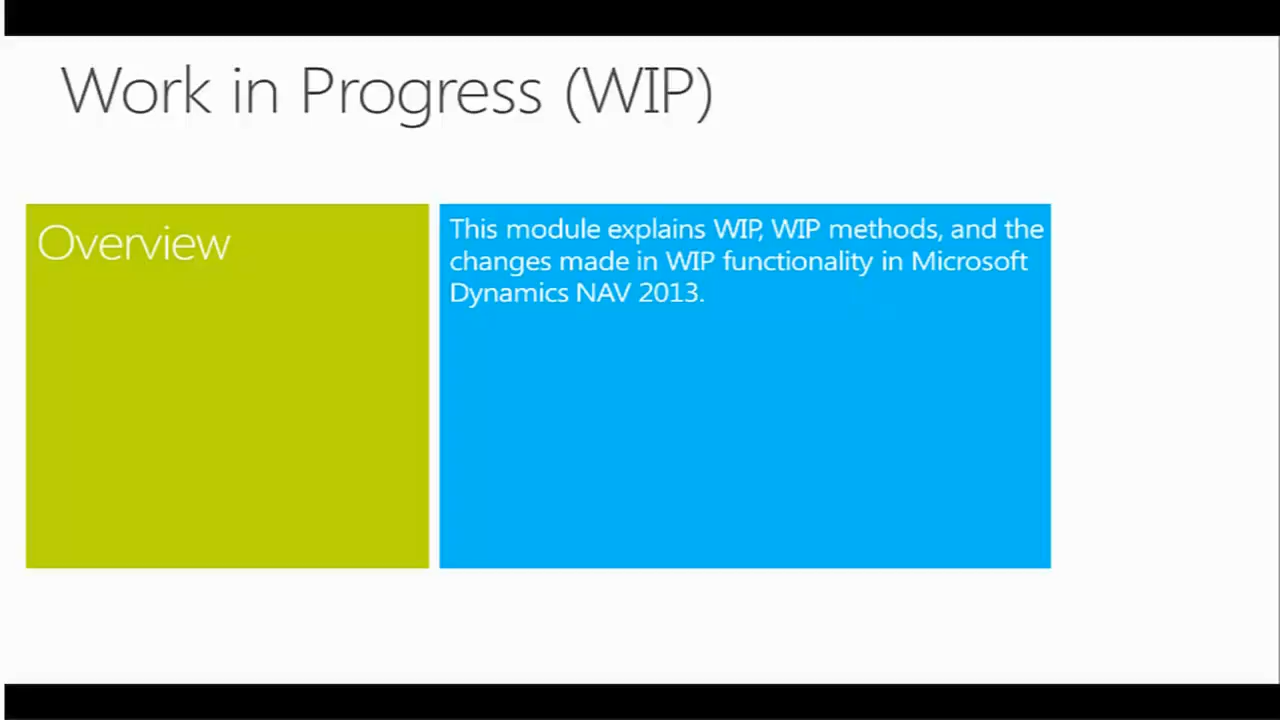 Work in Progress (WIP)
Overview
This module explains WIP, WIP methods, and the
changes made in WIP functionality in Microsoft
Dynamics NAV 2013.